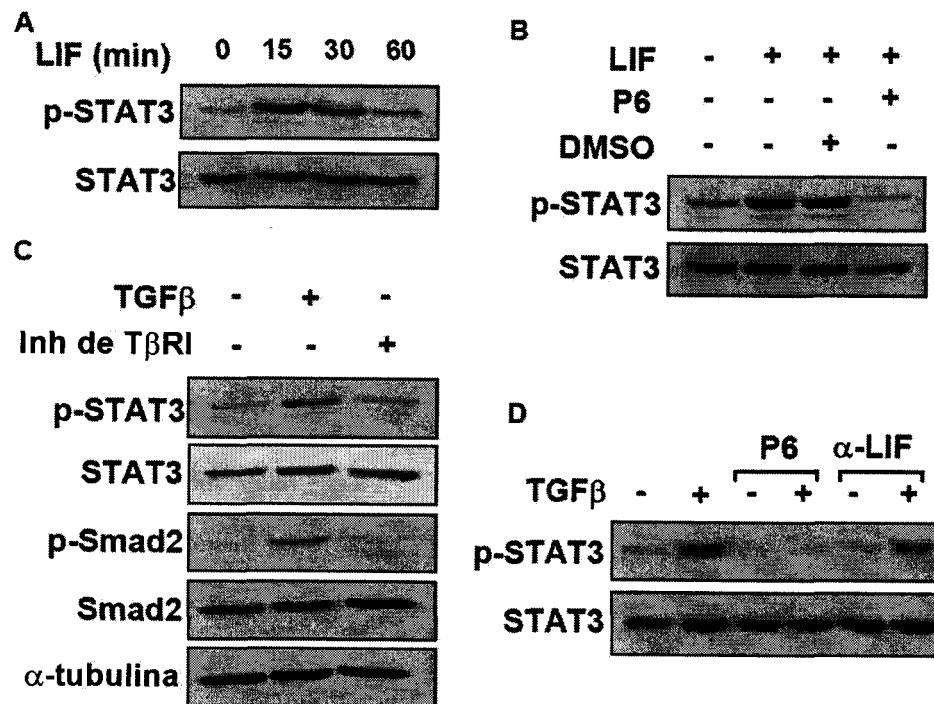 A
LIF (min) 0 15 30 60
p-STAT3
STAT3
B
LIF - + + +
P6 - - - +
DMSO - - + -
p-STAT3
STAT3
C
TGFβ - + -
Inh de TβRI - - +
p-STAT3
STAT3
p-Smad2
Smad2
α-tubulina
D
P6 α-LIF
TGFβ - + - + - +
p-STAT3
STAT3